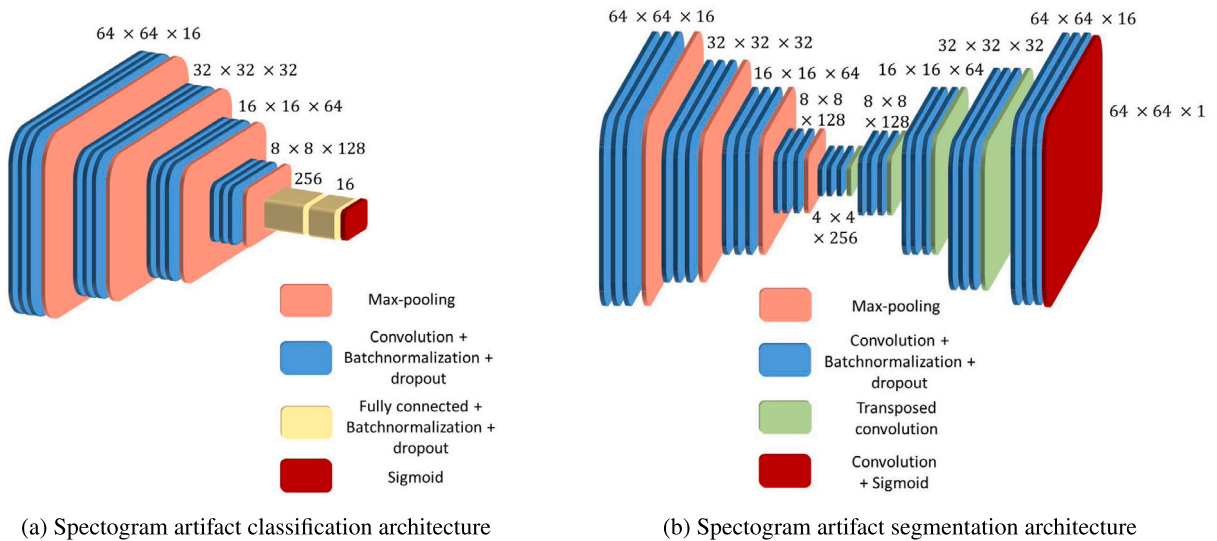 64 × 64 × 16
32 × 32 × 32
16 × 16 × 64
8 × 8 × 128
256
16
Max-pooling
Convolution +
Batchnormalization +
dropout
Fully connected +
Batchnormalization +
dropout
Sigmoid
(a) Spectogram artifact classification architecture
64 × 64 × 16
32 × 32 × 32
16 × 16 × 64
8 × 8
× 128
4 × 4
× 256
8 × 8
× 128
16 × 16 × 64
32 × 32 × 32
64 × 64 × 16
64 × 64 × 1
Max-pooling
Convolution +
Batchnormalization +
dropout
Transposed
convolution
Convolution
+ Sigmoid
(b) Spectogram artifact segmentation architecture